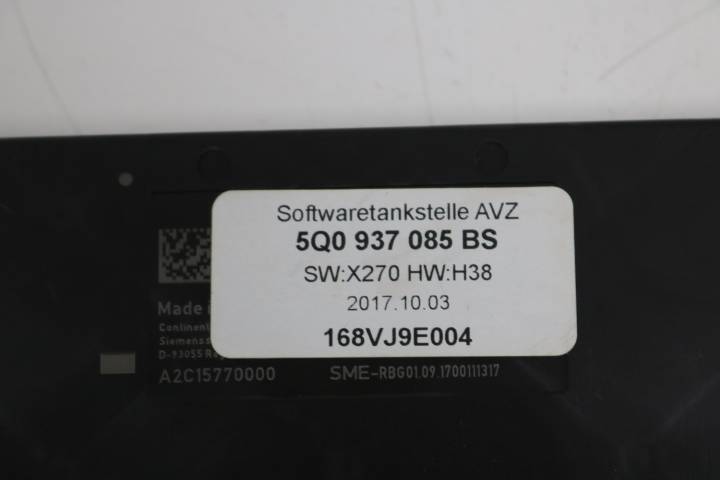 Softwaretankstelle AVZ
5Q0 937 085 BS
SW:X270 HW:H38
2017.10.03
168VJ9E004
Made
A2C15770000
SME-RBG01.09.1700111317